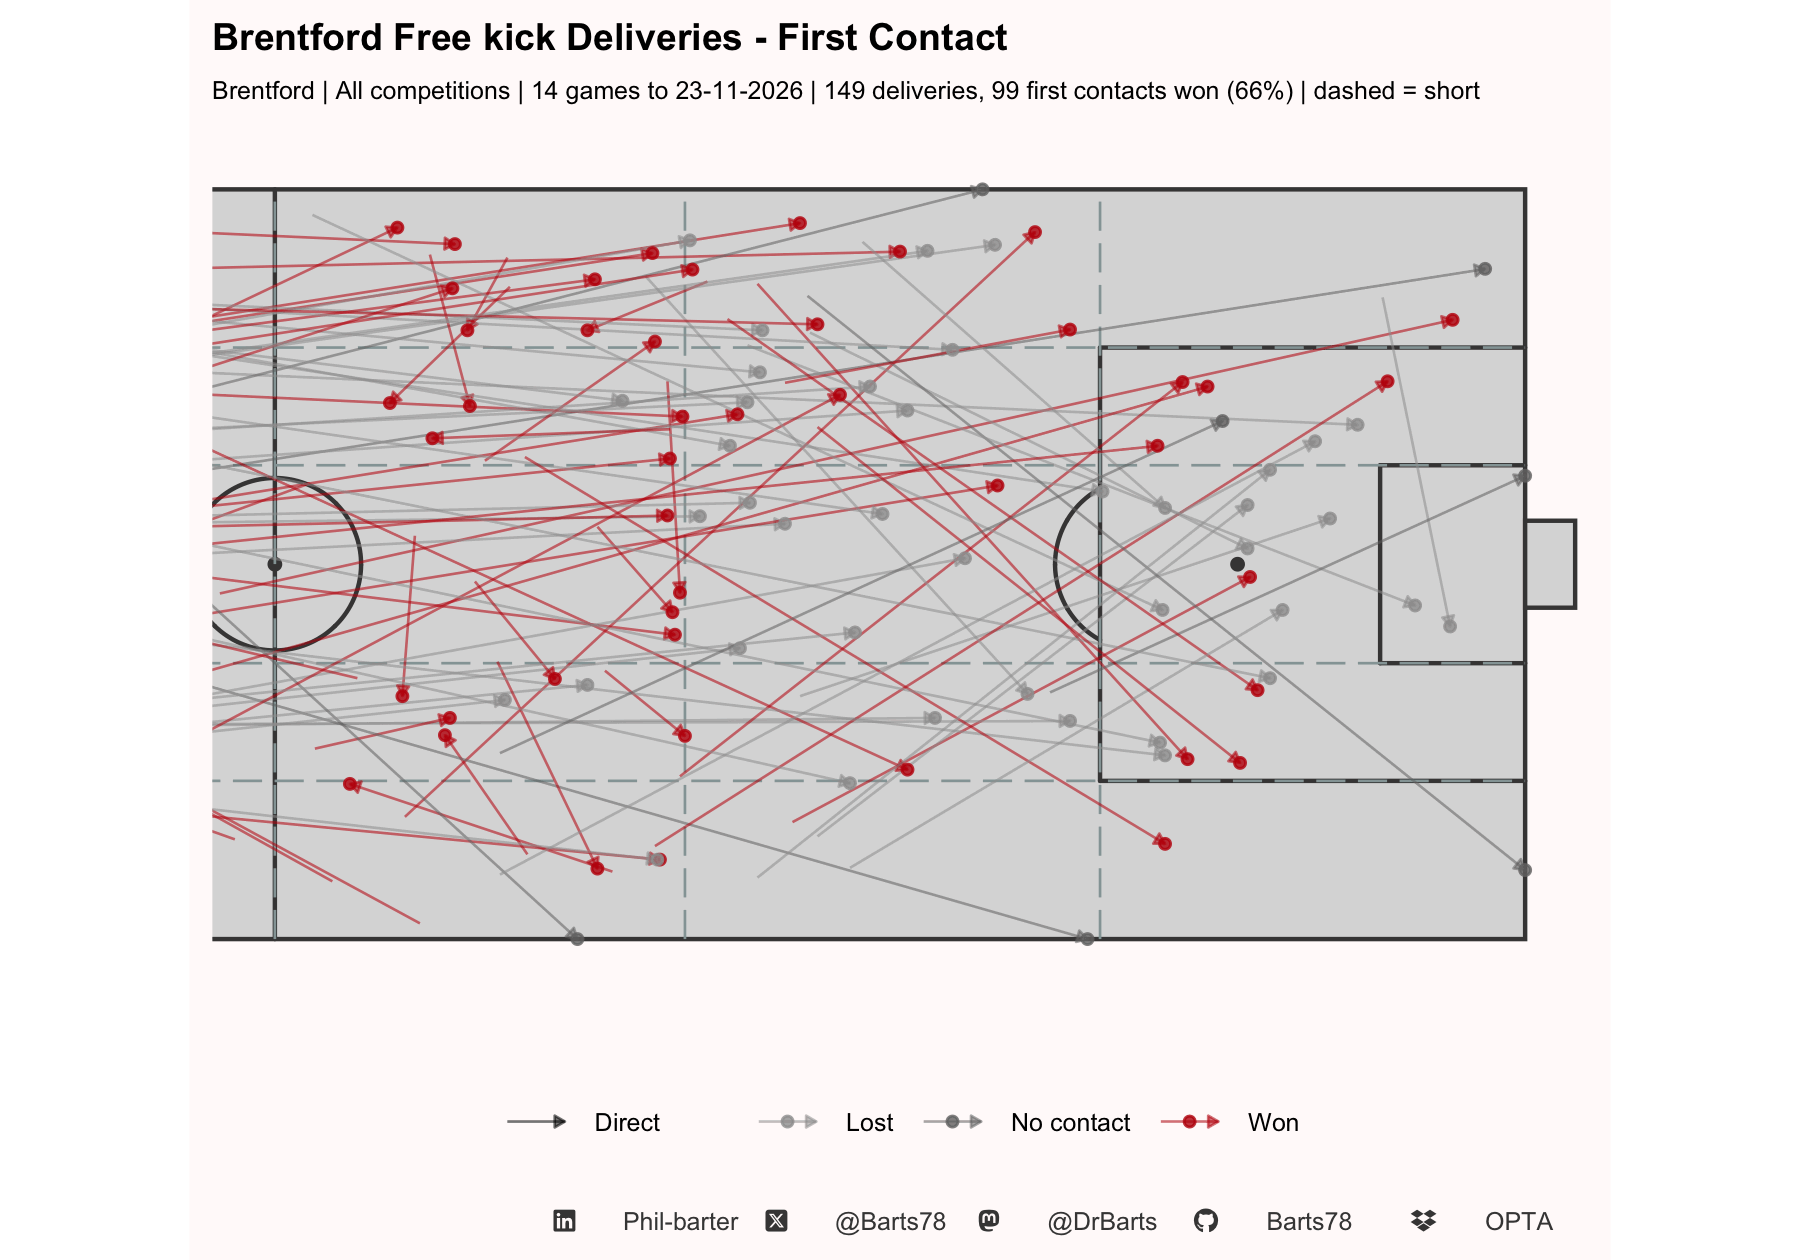 Brentford Free kick Deliveries - First Contact
Brentford | All competitions | 14 games to 23-11-2026 | 149 deliveries, 99 first contacts won (66%) | dashed = short
Direct Lost No contact Won
Phil-barter @Barts78 @DrBarts Barts78 OPTA